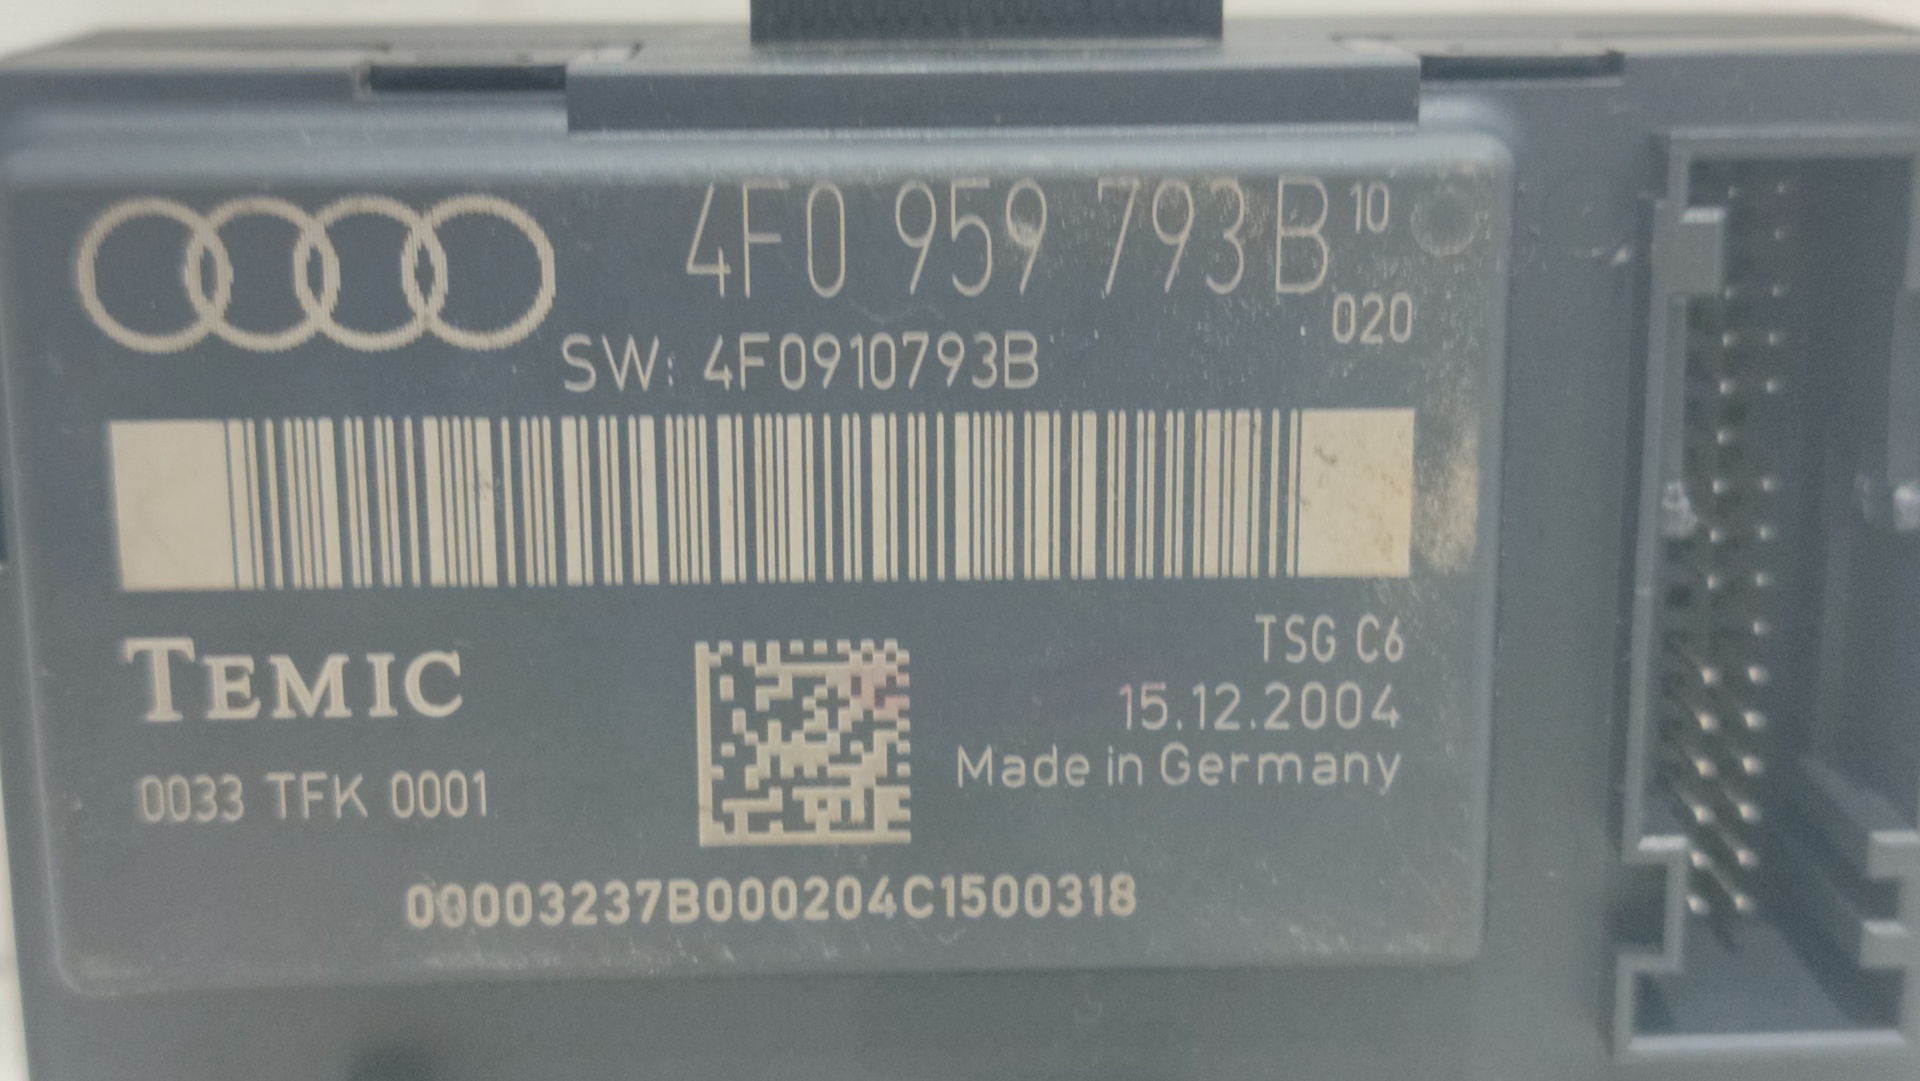 4F0 959 793 B 10
020
SW: 4F0910793B
TEMIC
TSG C6
15.12.2004
Made in Germany
0033 TFK 0001
00003237B000204C1500318